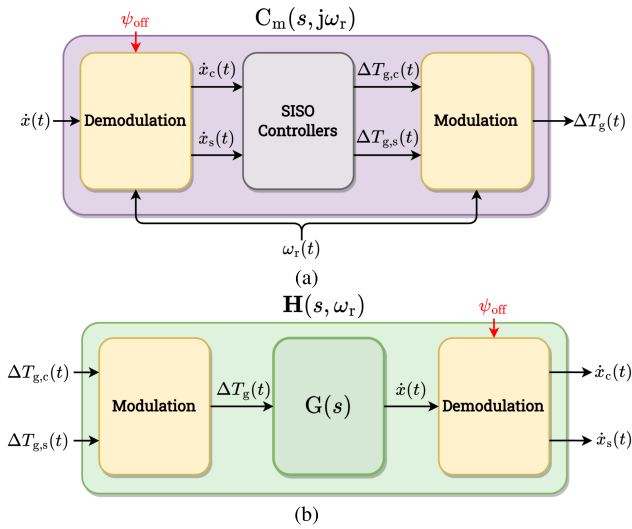 C_m(s, jω_r)
ψ_off
ẋ(t)
Demodulation
ẋ_c(t)
ẋ_s(t)
SISO
Controllers
ΔT_g,c(t)
ΔT_g,s(t)
Modulation
ΔT_g(t)
ω_r(t)
(a)
H(s, ω_r)
ψ_off
ΔT_g,c(t)
ΔT_g,s(t)
Modulation
ΔT_g(t)
G(s)
ẋ(t)
Demodulation
ẋ_c(t)
ẋ_s(t)
(b)